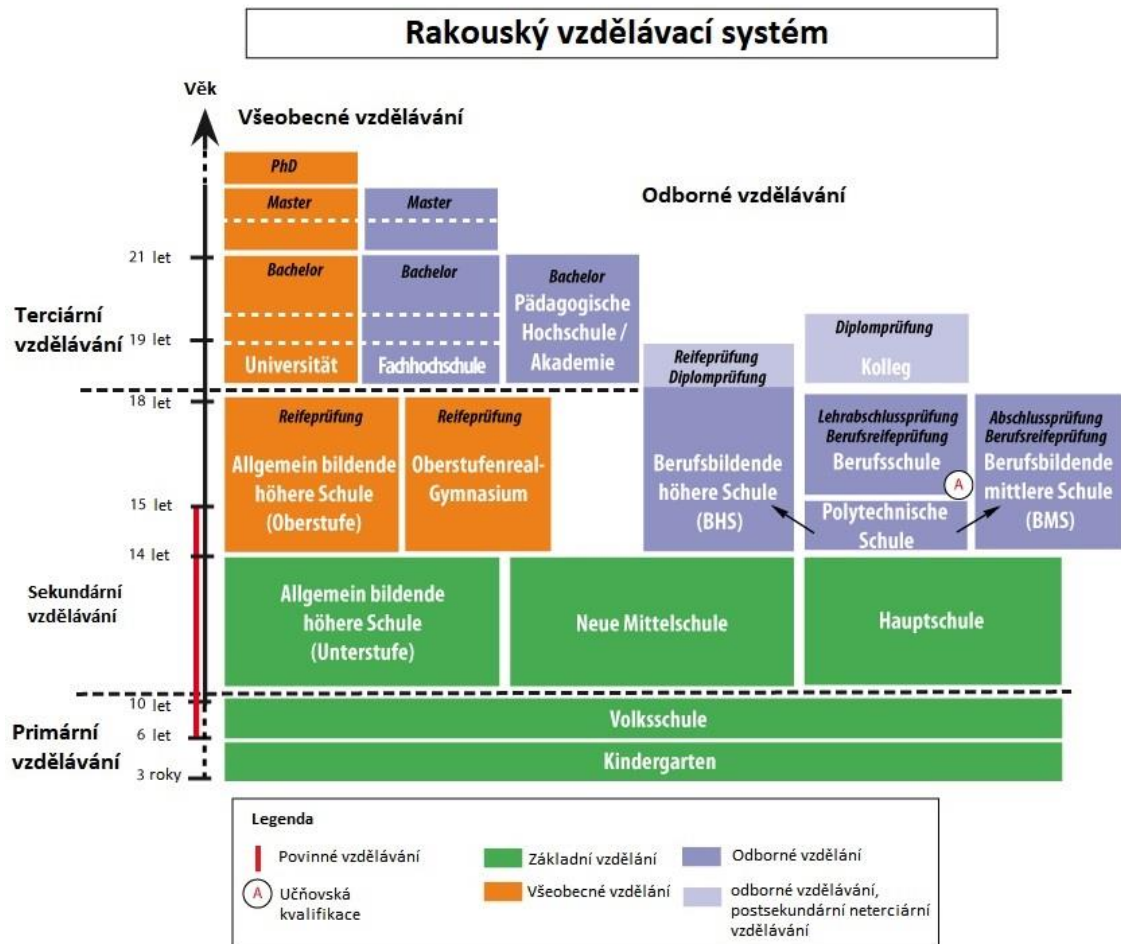 Rakouský vzdělávací systém
Věk
Všeobecné vzdělávání
Odborné vzdělávání
PhD
Master
Master
21 let
Bachelor
Bachelor
Bachelor
Pädagogische
Hochschule /
Akademie
Terciární
vzdělávání
19 let
Universität
Fachhochschule
Reifeprüfung
Diplomprüfung
Diplomprüfung
Kolleg
18 let
Reifeprüfung
Allgemein bildende
höhere Schule
(Oberstufe)
Reifeprüfung
Oberstufenreal-
Gymnasium
Berufsbildende
höhere Schule
(BHS)
Lehrabschlussprüfung
Berufsreifeprüfung
Berufsschule
A
Polytechnische
Schule
Abschlussprüfung
Berufsreifeprüfung
Berufsbildende
mittlere Schule
(BMS)
15 let
14 let
Sekundární
vzdělávání
Allgemein bildende
höhere Schule
(Unterstufe)
Neue Mittelschule
Hauptschule
10 let
Volksschule
Primární
vzdělávání
6 let
Kindergarten
3 roky
Legenda
Povinné vzdělávání
A
Učňovská
kvalifikace
Základní vzdělání
Všeobecné vzdělání
Odborné vzdělání
odborné vzdělávání,
postsekundární neterciární
vzdělávání